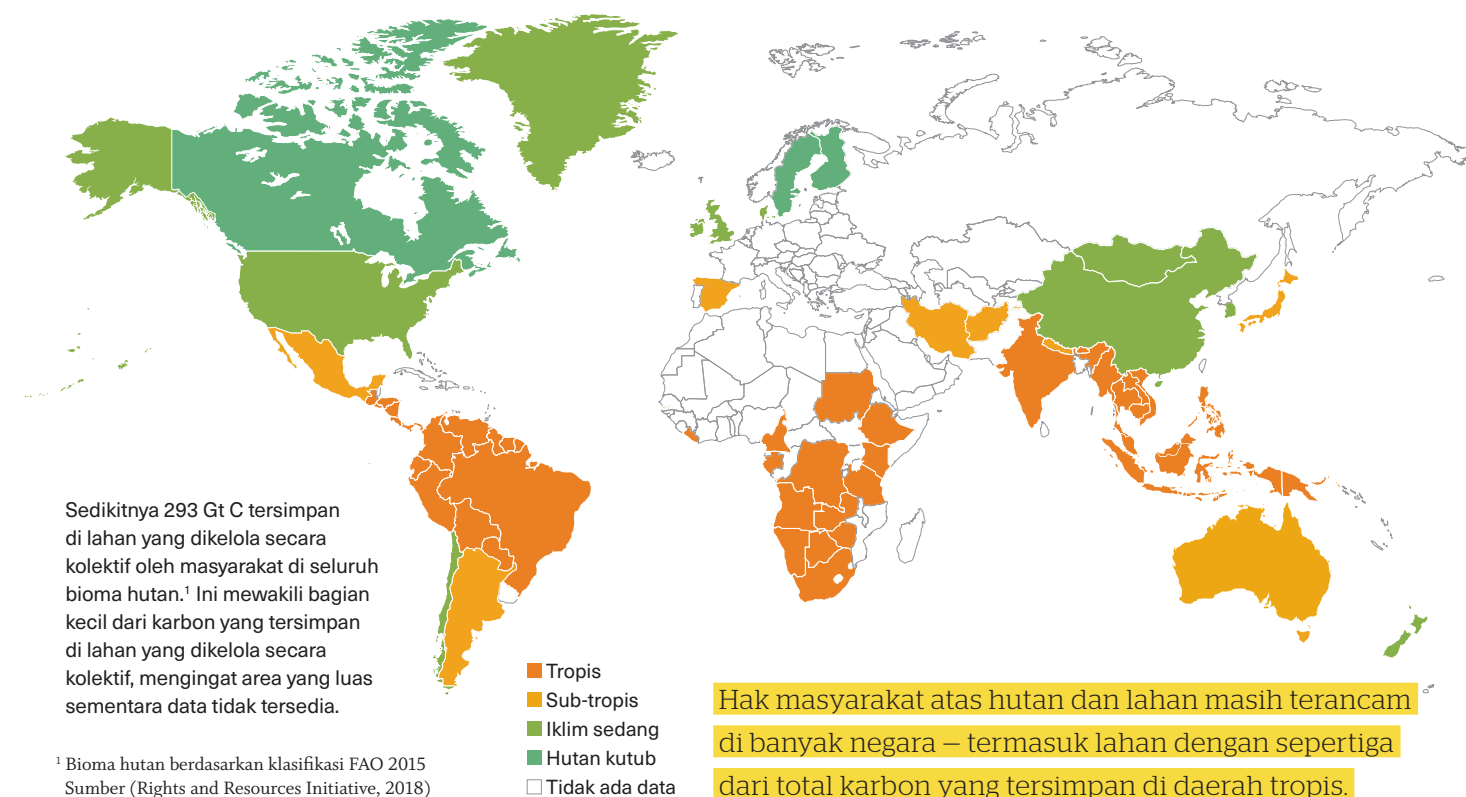 Sedikitnya 293 Gt C tersimpan
di lahan yang dikelola secara
kolektif oleh masyarakat di seluruh
bioma hutan.¹ Ini mewakili bagian
kecil dari karbon yang tersimpan
di lahan yang dikelola secara
kolektif, mengingat area yang luas
sementara data tidak tersedia.
¹ Bioma hutan berdasarkan klasifikasi FAO 2015
Sumber (Rights and Resources Initiative, 2018)
Tropis
Sub-tropis
Iklim sedang
Hutan kutub
Tidak ada data
Hak masyarakat atas hutan dan lahan masih terancam
di banyak negara – termasuk lahan dengan sepertiga
dari total karbon yang tersimpan di daerah tropis.